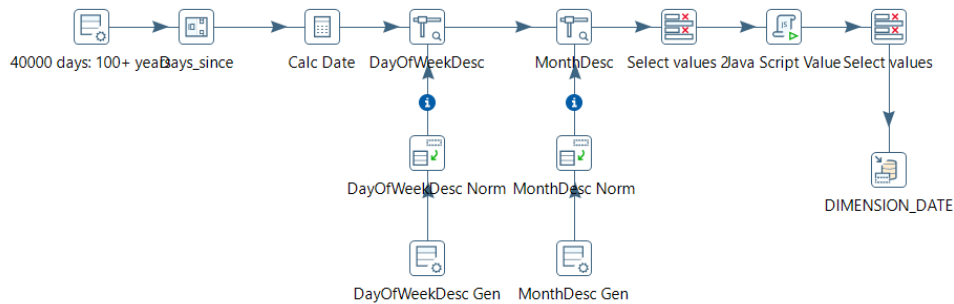 40000 days: 100+ years
Days_since
Calc Date
DayOfWeekDesc
MonthDesc
Select values 2
Java Script Value
Select values
DayOfWeekDesc Norm
MonthDesc Norm
DIMENSION_DATE
DayOfWeekDesc Gen
MonthDesc Gen